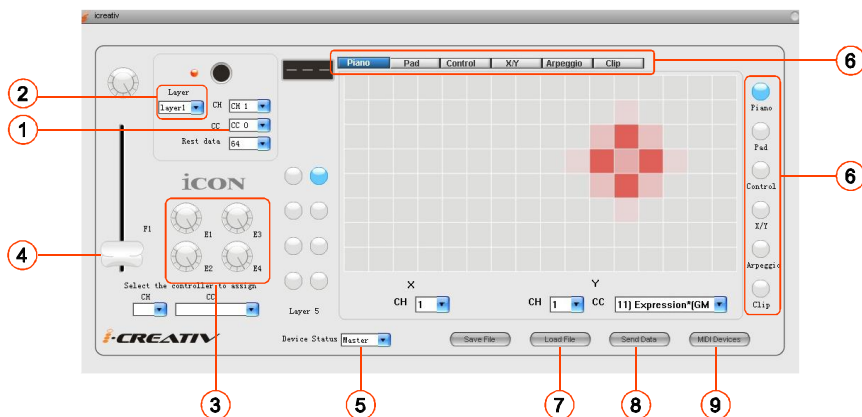 icreativ
Piano Pad Control X/Y Arpeggio Clip
6
2
Layer
layer1
CH CH 1
1
CC CC 0
Rest data 64
Piano
Pad
Control
X/Y
Arpeggio
Clip
6
iCON
F1
E1 E3
E2 E4
4
Select the controller to assign
CH CC
Layer 5
X
CH 1
Y
CH 1 CC 11) Expression*(GM
i-CREATIV
Device Status Master
Save File
Load File
Send Data
MIDI Devices
3
5
7
8
9